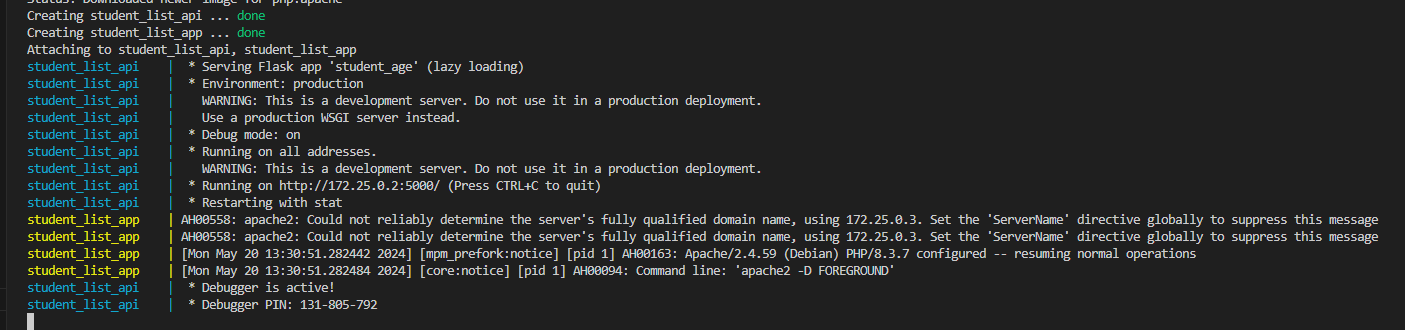 Status: Downloaded newer image for php:apache
Creating student_list_api ... done
Creating student_list_app ... done
Attaching to student_list_api, student_list_app
student_list_api    |  * Serving Flask app 'student_age' (lazy loading)
student_list_api    |  * Environment: production
student_list_api    |    WARNING: This is a development server. Do not use it in a production deployment.
student_list_api    |    Use a production WSGI server instead.
student_list_api    |  * Debug mode: on
student_list_api    |  * Running on all addresses.
student_list_api    |    WARNING: This is a development server. Do not use it in a production deployment.
student_list_api    |  * Running on http://172.25.0.2:5000/ (Press CTRL+C to quit)
student_list_api    |  * Restarting with stat
student_list_app    | AH00558: apache2: Could not reliably determine the server's fully qualified domain name, using 172.25.0.3. Set the 'ServerName' directive globally to suppress this message
student_list_app    | AH00558: apache2: Could not reliably determine the server's fully qualified domain name, using 172.25.0.3. Set the 'ServerName' directive globally to suppress this message
student_list_app    | [Mon May 20 13:30:51.282442 2024] [mpm_prefork:notice] [pid 1] AH00163: Apache/2.4.59 (Debian) PHP/8.3.7 configured -- resuming normal operations
student_list_app    | [Mon May 20 13:30:51.282484 2024] [core:notice] [pid 1] AH00094: Command line: 'apache2 -D FOREGROUND'
student_list_api    |  * Debugger is active!
student_list_api    |  * Debugger PIN: 131-805-792